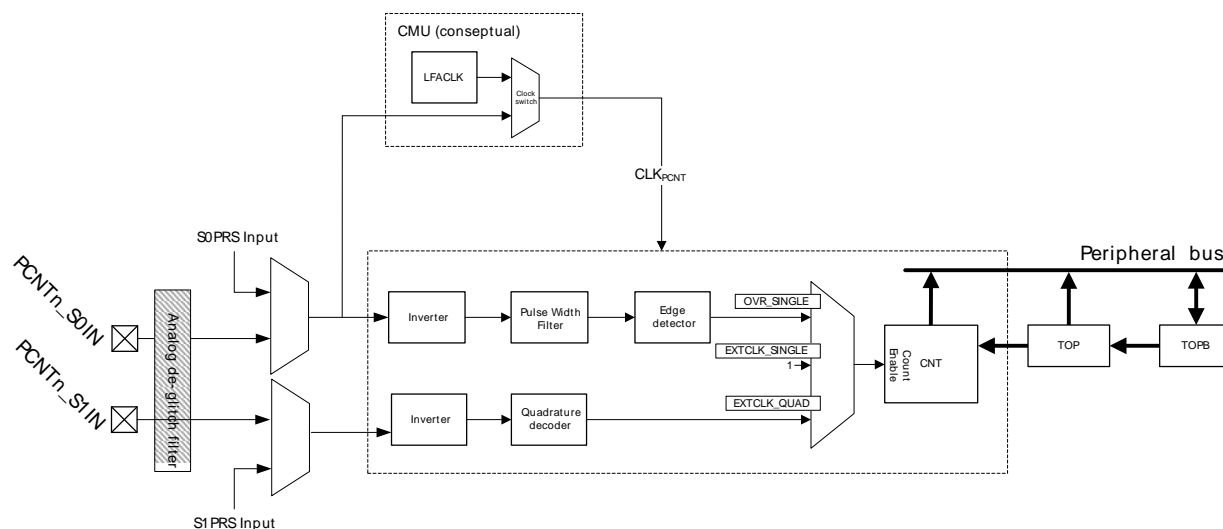 CMU (conseptual)
LFACLK
Clock
switch
CLKPCNT
S0PRS Input
PCNTn_S0IN
PCNTn_S1IN
Analog de-glitch filter
S1PRS Input
Inverter
Pulse Width
Filter
Edge
detector
Inverter
Quadrature
decoder
OVR_SINGLE
EXTCLK_SINGLE
1
EXTCLK_QUAD
Count
Enable
CNT
Peripheral bus
TOP
TOPB